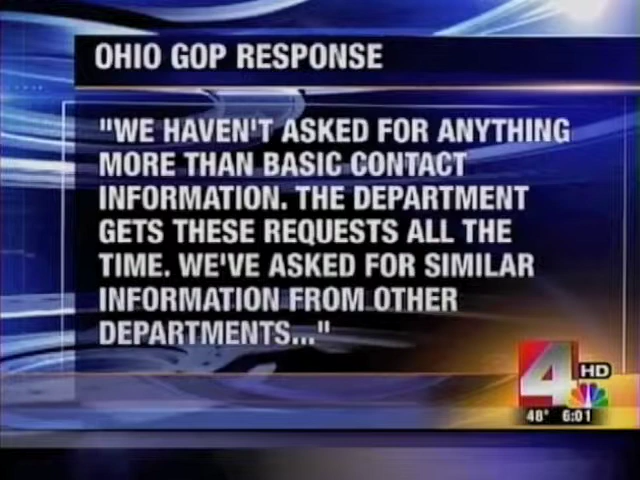 OHIO GOP RESPONSE
"WE HAVEN'T ASKED FOR ANYTHING
MORE THAN BASIC CONTACT
INFORMATION. THE DEPARTMENT
GETS THESE REQUESTS ALL THE
TIME. WE'VE ASKED FOR SIMILAR
INFORMATION FROM OTHER
DEPARTMENTS..."
4 HD
48° 6:01